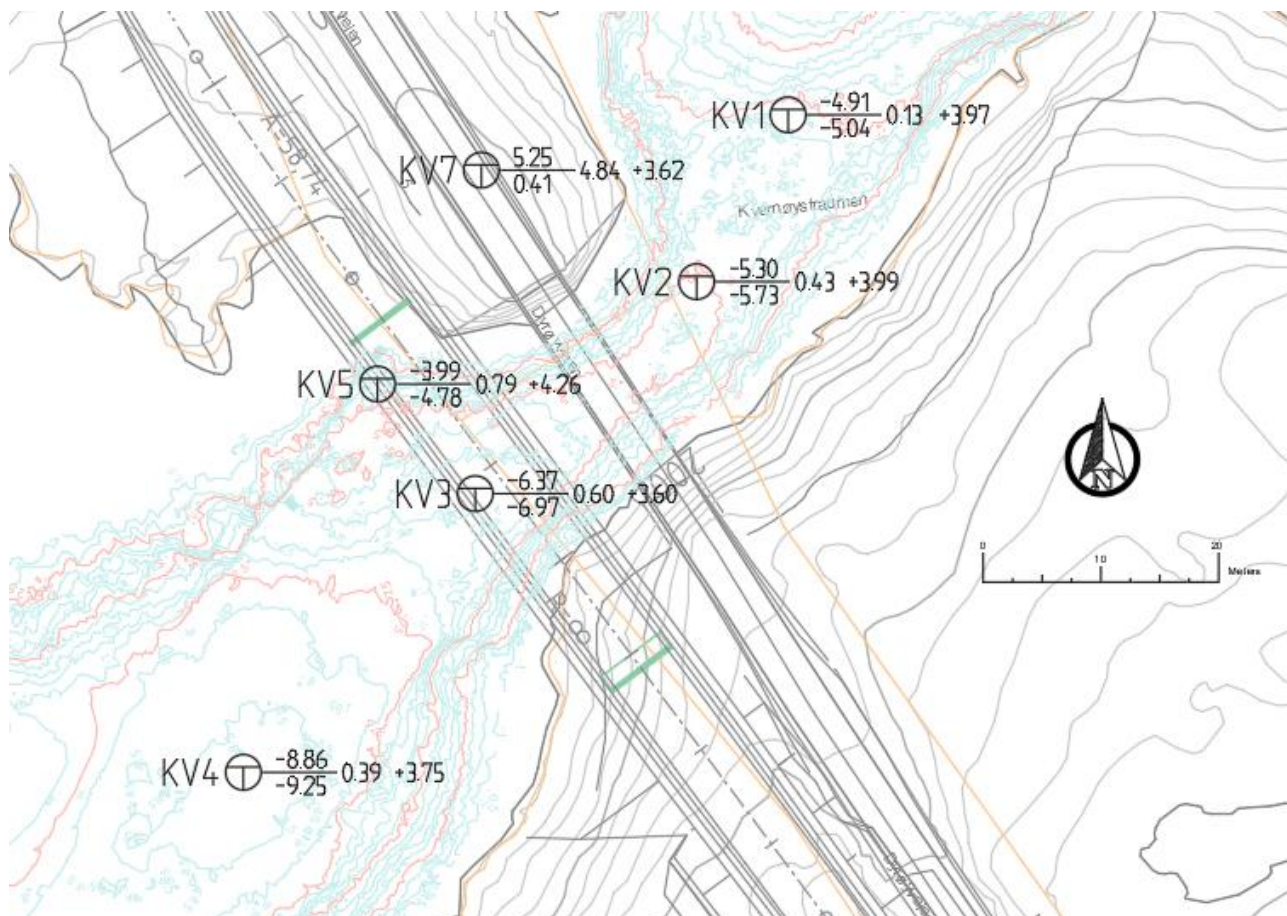 KV1 -4.91 0.13 +3.97
-5.04
A=58,74
KV7 5.25 4.84 +3.62
0.41
Kvernøystraumen
KV2 -5.30 0.43 +3.99
-5.73
KV5 -3.99 0.79 +4.26
-4.78
KV3 -6.37 0.60 +3.60
-6.97
N
0 10 20
Meters
KV4 -8.86 0.39 +3.75
-9.25